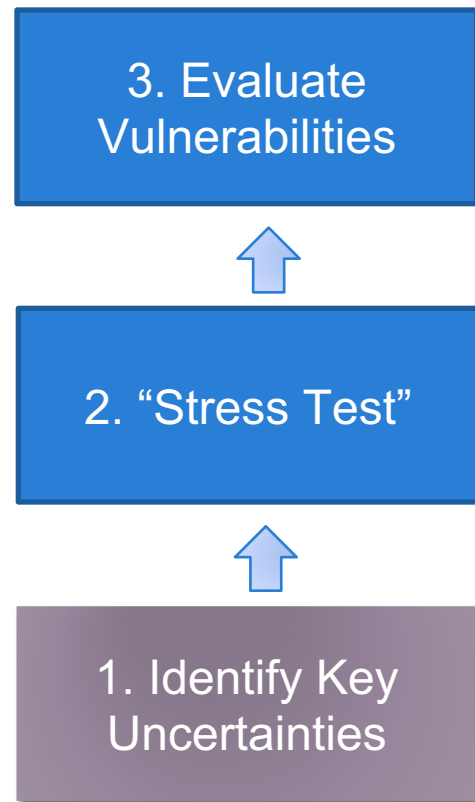 3. Evaluate
Vulnerabilities
2. “Stress Test”
1. Identify Key
Uncertainties